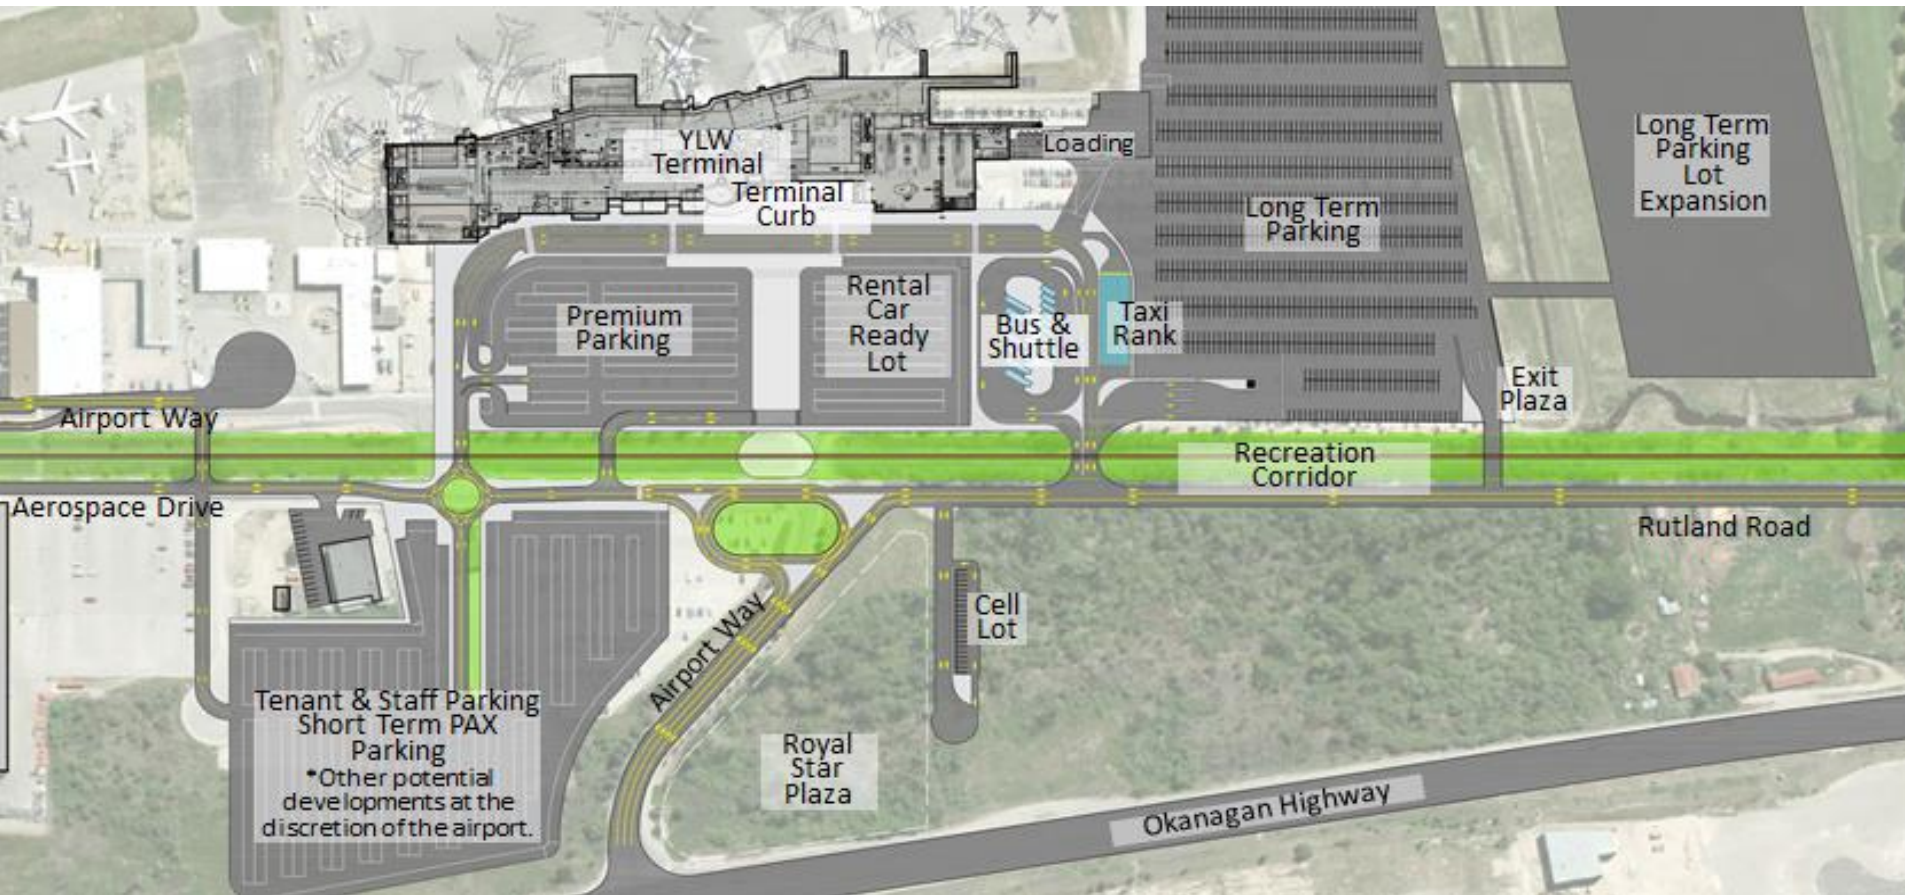 YLW
Terminal
Terminal
Curb
Loading
Long Term
Parking
Long Term
Parking
Lot
Expansion
Premium
Parking
Rental
Car
Ready
Lot
Bus &
Shuttle
Taxi
Rank
Exit
Plaza
Airport Way
Recreation
Corridor
Aerospace Drive
Rutland Road
Cell
Lot
Airport Way
Tenant & Staff Parking
Short Term PAX
Parking
*Other potential
developments at the
discretion of the airport.
Royal
Star
Plaza
Okanagan Highway